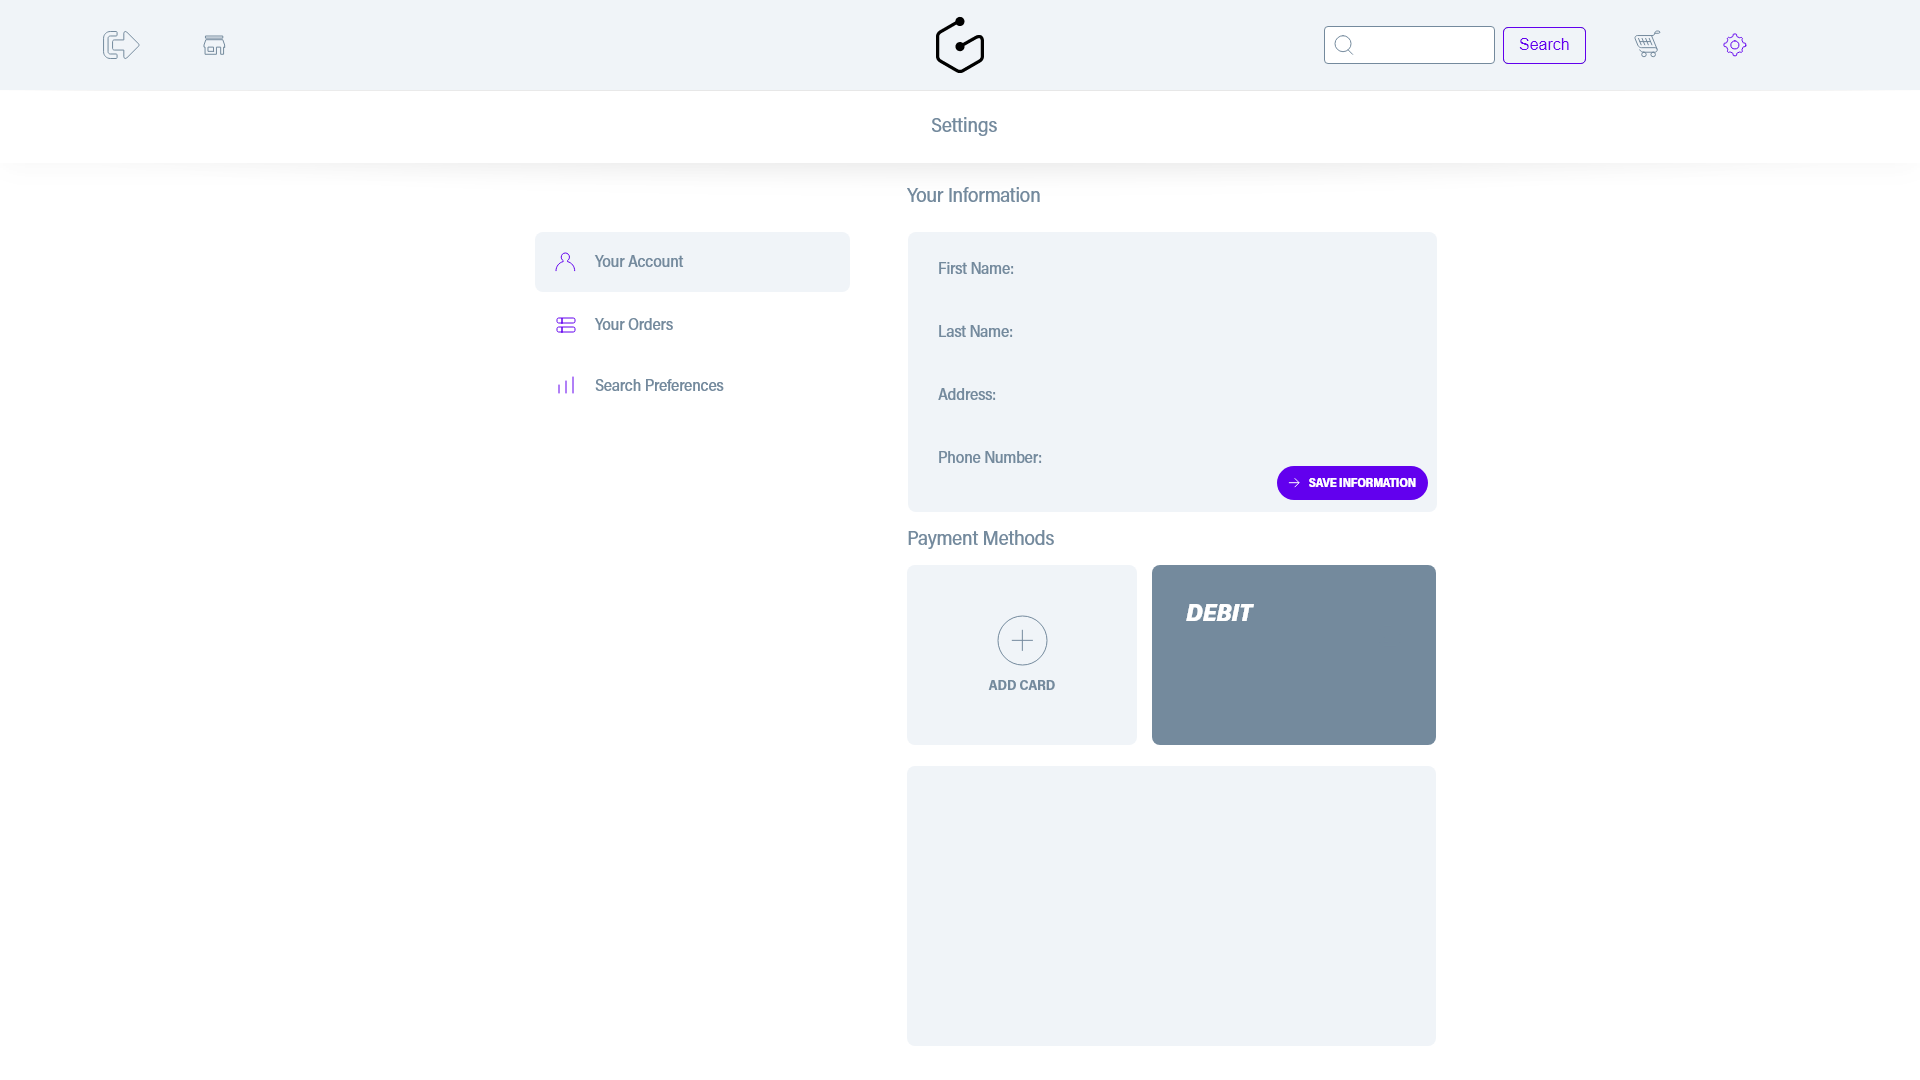 Search
Settings
Your Information
Your Account
Your Orders
Search Preferences
First Name:
Last Name:
Address:
Phone Number:
SAVE INFORMATION
Payment Methods
ADD CARD
DEBIT